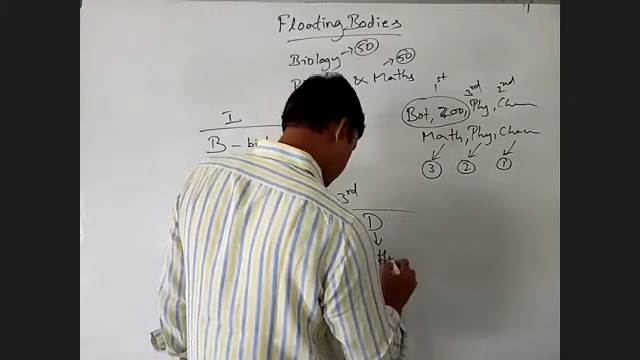 Floating Bodies
Biology → 50
& Maths → 50
1st 3rd 2nd
Bot, Zoo, Phy, Chem
Math, Phy, Chem
3 2 1
I
B -
3rd
D